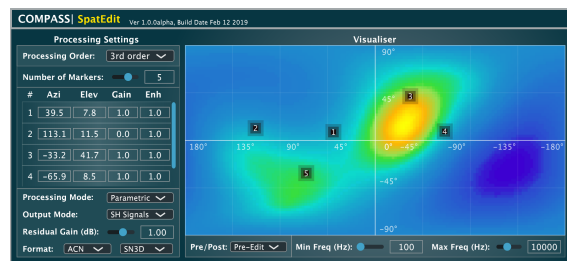 COMPASS| SpatEdit Ver 1.0.0alpha, Build Date Feb 12 2019
Processing Settings
Processing Order: 3rd order
Number of Markers: 5
# Azi Elev Gain Enh
1 39.5 7.8 1.0 1.0
2 113.1 11.5 0.0 1.0
3 -33.2 41.7 1.0 1.0
4 -65.9 8.5 1.0 1.0
Processing Mode: Parametric
Output Mode: SH Signals
Residual Gain (dB): 1.00
Format: ACN SN3D
Visualiser
90°
45°
3
2 1 4
180° 135° 90° 45° 0° -45° -90° -135° -180°
5
-45°
-90°
Pre/Post: Pre-Edit Min Freq (Hz): 100 Max Freq (Hz): 10000